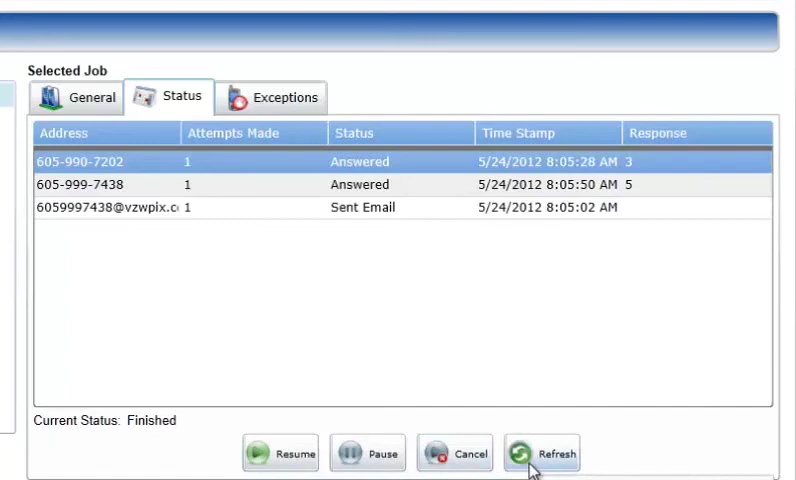 Selected Job
General Status Exceptions
Address Attempts Made Status Time Stamp Response
605-990-7202 1 Answered 5/24/2012 8:05:28 AM 3
605-999-7438 1 Answered 5/24/2012 8:05:50 AM 5
6059997438@vzwpix.c 1 Sent Email 5/24/2012 8:05:02 AM
Current Status: Finished
Resume Pause Cancel Refresh